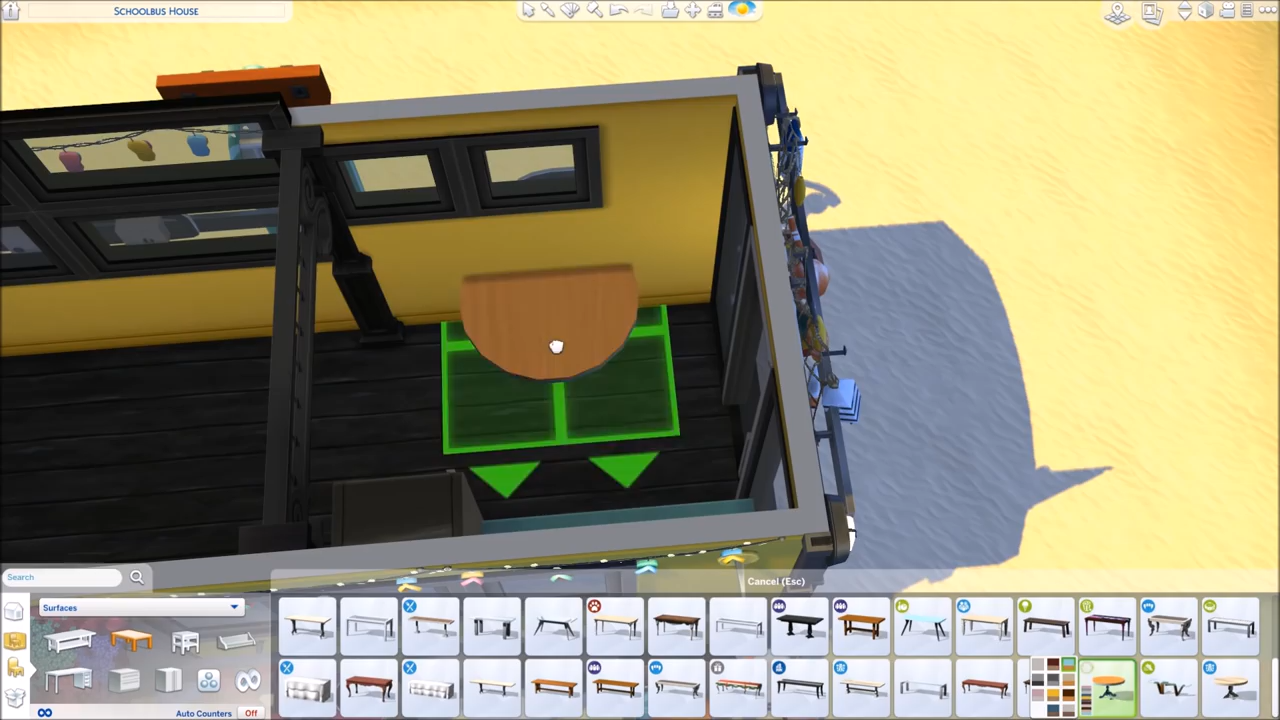 Schoolbus House
Cancel (Esc)
Search
Surfaces
Auto Counters Off